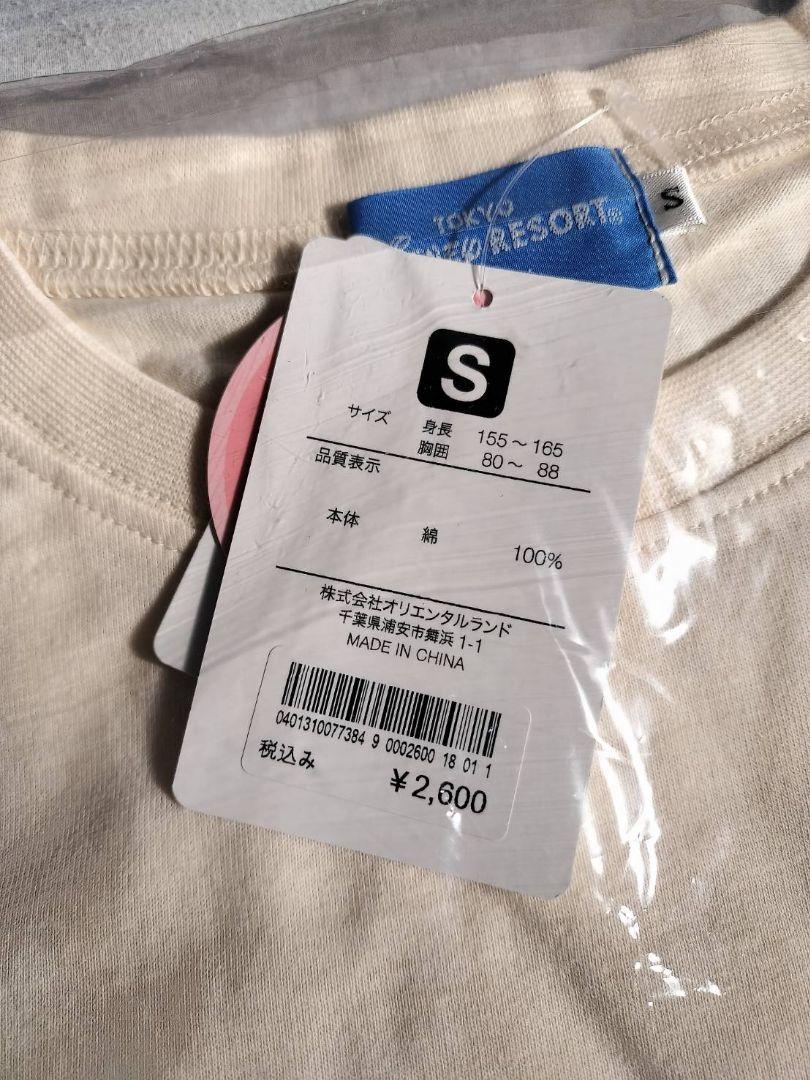 TOKYO
Disney RESORT®
S
S
サイズ 身長 155～165
胸囲 80～ 88
品質表示
本体 綿 100%
株式会社オリエンタルランド
千葉県浦安市舞浜 1-1
MADE IN CHINA
0401310077384 9 0002600 18 01 1
税込み ¥2,600